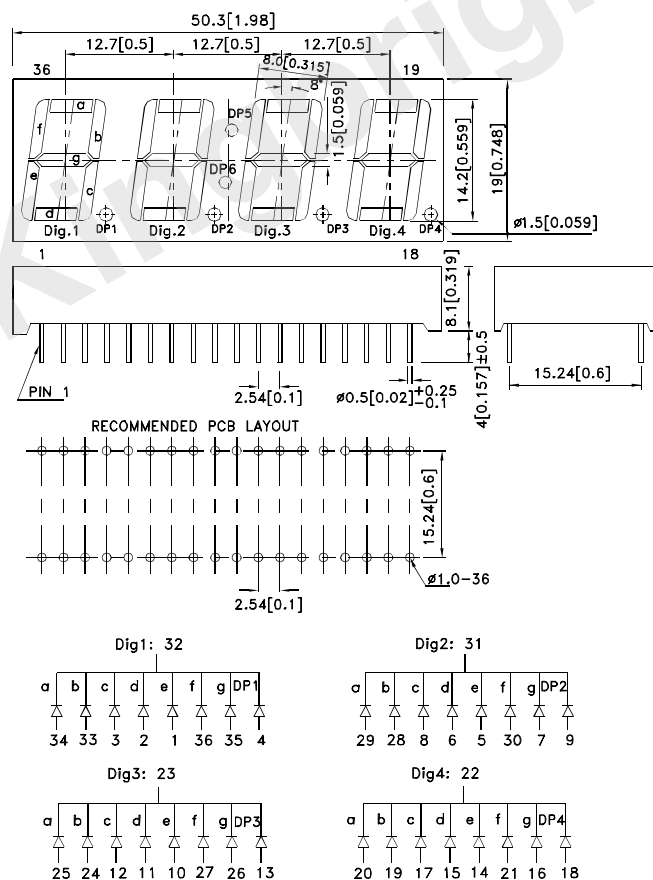 50.3[1.98]
12.7[0.5] 12.7[0.5] 12.7[0.5]
8.0[0.315]
36 19
8°
a
f b
g
e c
d
DP5
DP6
1.5[0.059]
14.2[0.559]
19[0.748]
DP1 DP2 DP3 DP4
Dig.1 Dig.2 Dig.3 Dig.4
ø1.5[0.059]
1 18
8.1[0.319]
4[0.157]±0.5
PIN 1
2.54[0.1]
ø0.5[0.02]+0.25
-0.1
15.24[0.6]
RECOMMENDED PCB LAYOUT
15.24[0.6]
ø1.0-36
2.54[0.1]
Dig1: 32 Dig2: 31
a b c d e f g DP1 a b c d e f g DP2
34 33 3 2 1 36 35 4 29 28 8 6 5 30 7 9
Dig3: 23 Dig4: 22
a b c d e f g DP3 a b c d e f g DP4
25 24 12 11 10 27 26 13 20 19 17 15 14 21 16 18